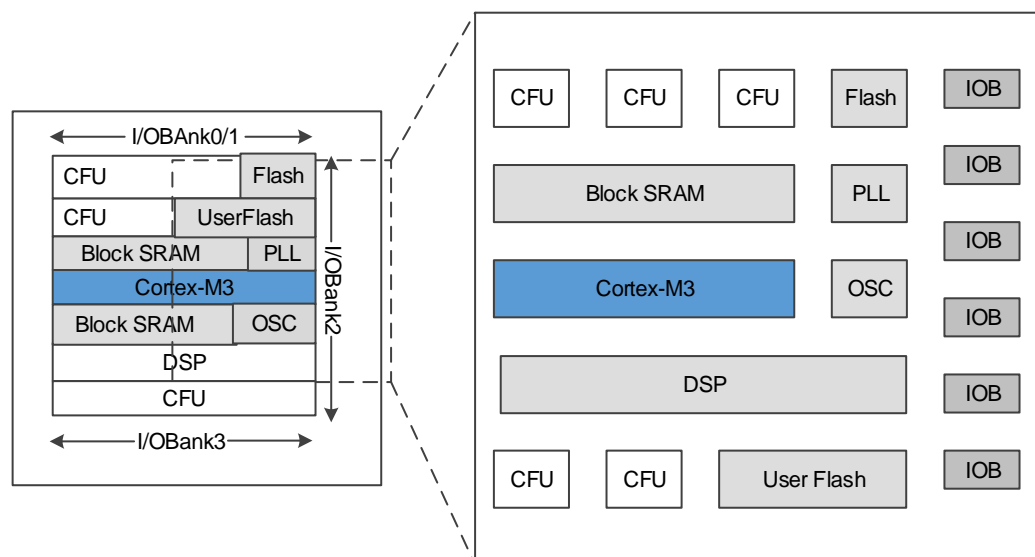 I/OBAnk0/1
CFU
Flash
CFU
UserFlash
Block SRAM
PLL
Cortex-M3
Block SRAM
OSC
DSP
CFU
I/OBank2
I/OBank3
CFU
CFU
CFU
Flash
IOB
IOB
Block SRAM
PLL
IOB
Cortex-M3
OSC
IOB
DSP
IOB
CFU
CFU
User Flash
IOB